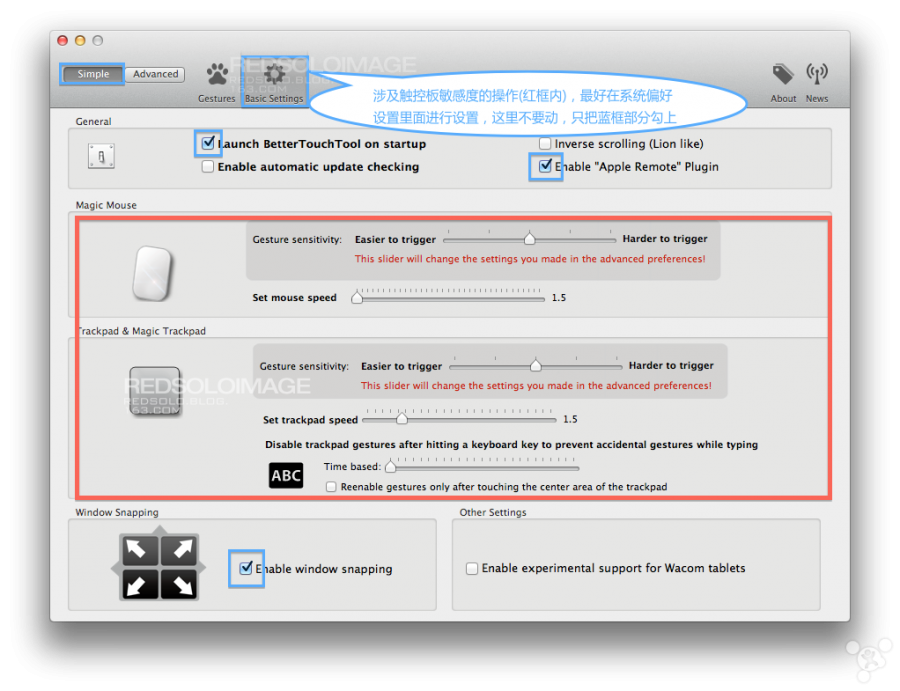 REDSOLOIMAGE
REDSOLO.BLOG
163.COM
Simple
Advanced
Gestures
Basic Settings
About
News
涉及触控板敏感度的操作(红框内)，最好在系统偏好
设置里面进行设置，这里不要动，只把蓝框部分勾上
General
Launch BetterTouchTool on startup
Inverse scrolling (Lion like)
Enable automatic update checking
Enable "Apple Remote" Plugin
Magic Mouse
Gesture sensitivity: Easier to trigger Harder to trigger
This slider will change the settings you made in the advanced preferences!
Set mouse speed 1.5
Trackpad & Magic Trackpad
Gesture sensitivity: Easier to trigger Harder to trigger
This slider will change the settings you made in the advanced preferences!
REDSOLOIMAGE
REDSOLO.BLOG
163.COM
Set trackpad speed 1.5
Disable trackpad gestures after hitting a keyboard key to prevent accidental gestures while typing
ABC
Time based:
Reenable gestures only after touching the center area of the trackpad
Window Snapping
Enable window snapping
Other Settings
Enable experimental support for Wacom tablets